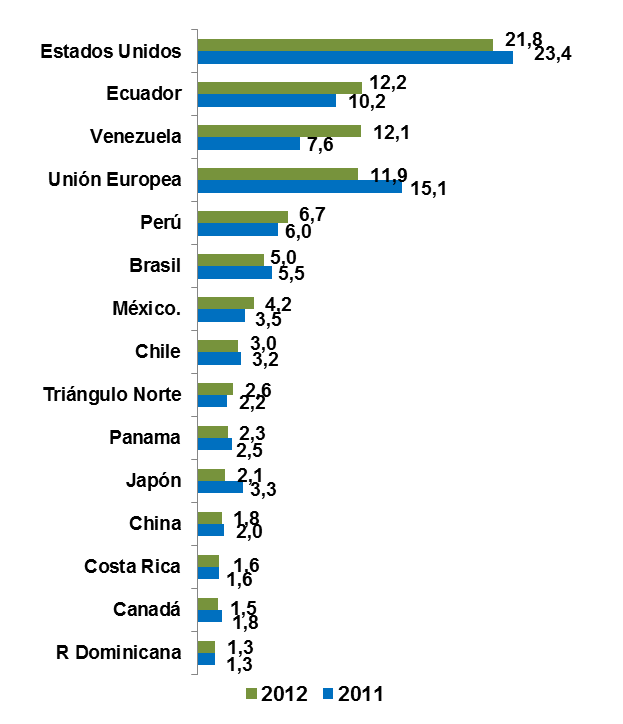 Estados Unidos 21,8
23,4
Ecuador 12,2
10,2
Venezuela 12,1
7,6
Unión Europea 11,9
15,1
Perú 6,7
6,0
Brasil 5,0
5,5
México. 4,2
3,5
Chile 3,0
3,2
Triángulo Norte 2,6
2,2
Panama 2,3
2,5
Japón 2,1
3,3
China 1,8
2,0
Costa Rica 1,6
1,6
Canadá 1,5
1,8
R Dominicana 1,3
1,3
2012 2011